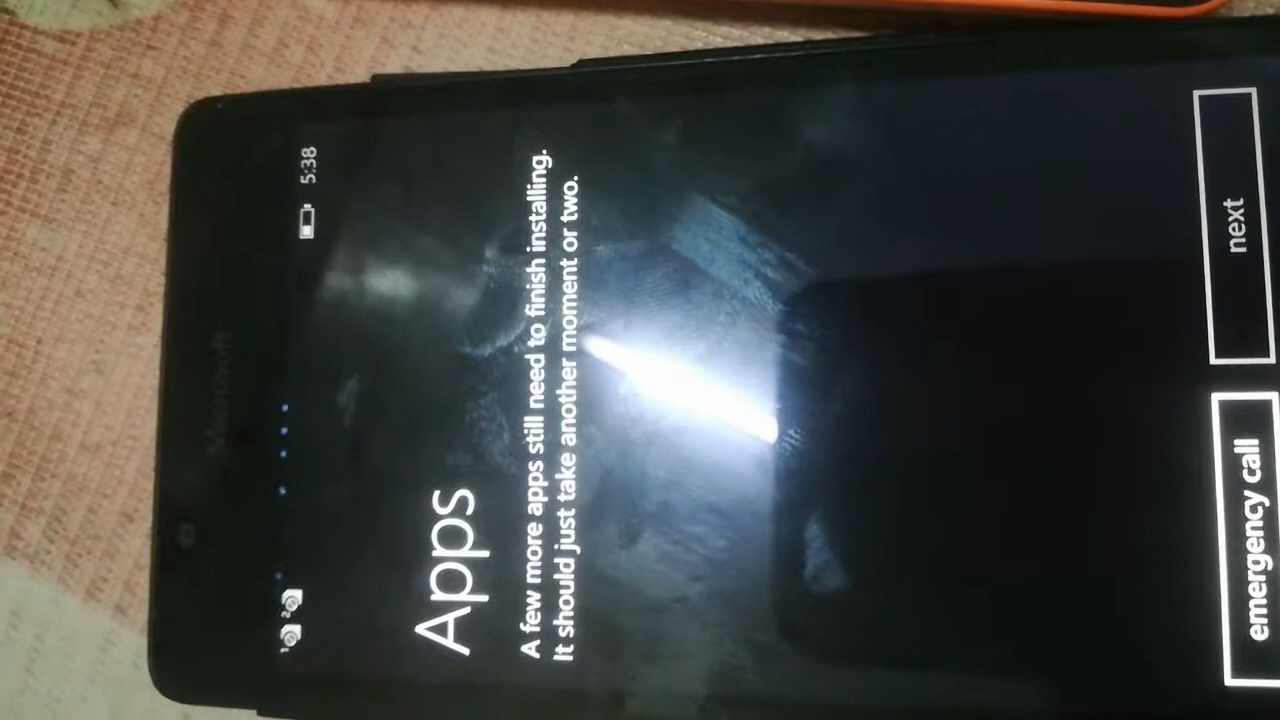 Microsoft
5:38
Apps
A few more apps still need to finish installing.
It should just take another moment or two.
emergency call
next